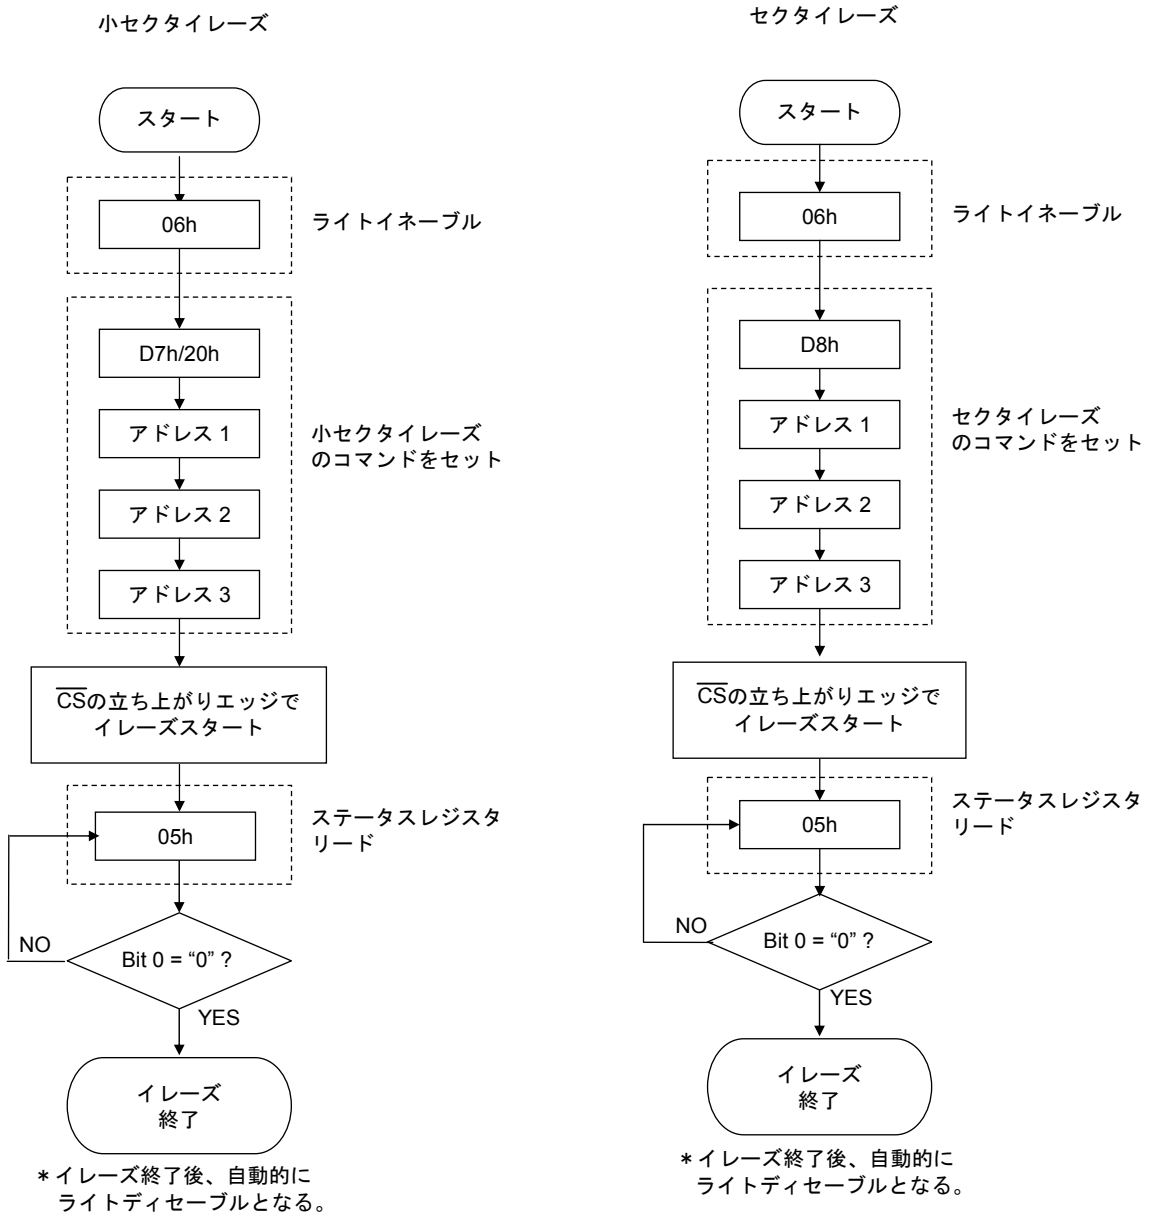 小セクタイレーズ
スタート
06h
ライトイネーブル
D7h/20h
アドレス 1
アドレス 2
アドレス 3
小セクタイレーズ
のコマンドをセット
CSの立ち上がりエッジで
イレーズスタート
05h
ステータスレジスタ
リード
NO
Bit 0 = “0” ?
YES
イレーズ
終了
* イレーズ終了後、自動的に
ライトディセーブルとなる。
セクタイレーズ
スタート
06h
ライトイネーブル
D8h
アドレス 1
アドレス 2
アドレス 3
セクタイレーズ
のコマンドをセット
CSの立ち上がりエッジで
イレーズスタート
05h
ステータスレジスタ
リード
NO
Bit 0 = “0” ?
YES
イレーズ
終了
* イレーズ終了後、自動的に
ライトディセーブルとなる。